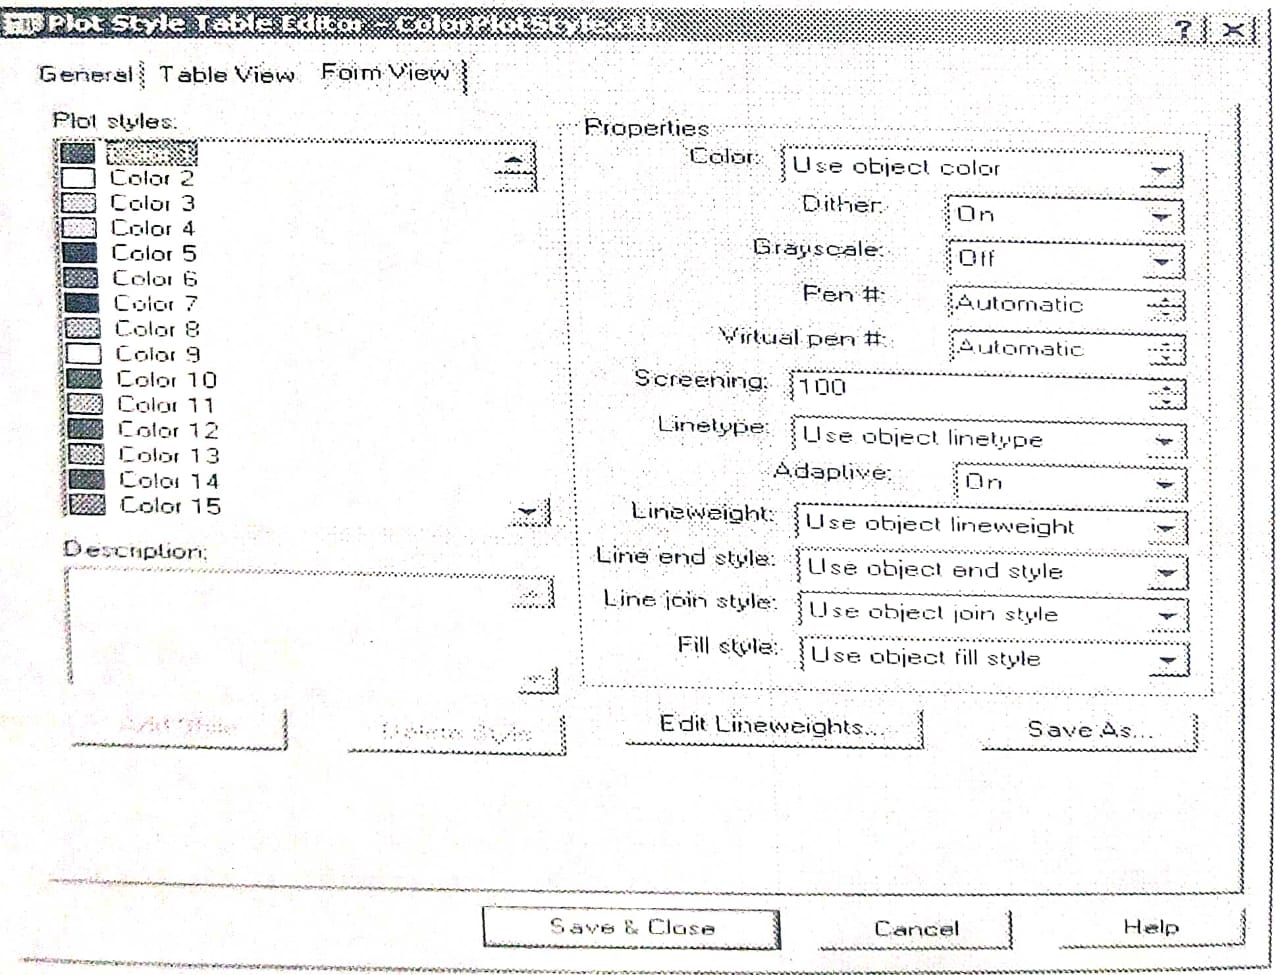 Plot Style Table Editor - ColorPlotStyle.ctb
? X
General Table View Form View
Plot styles:
Color 1
Color 2
Color 3
Color 4
Color 5
Color 6
Color 7
Color 8
Color 9
Color 10
Color 11
Color 12
Color 13
Color 14
Color 15
Description:
Add Style
Delete Style
Properties
Color: Use object color
Dither: On
Grayscale: Off
Pen #: Automatic
Virtual pen #: Automatic
Screening: 100
Linetype: Use object linetype
Adaptive: On
Lineweight: Use object lineweight
Line end style: Use object end style
Line join style: Use object join style
Fill style: Use object fill style
Edit Lineweights... Save As...
Save & Close Cancel Help